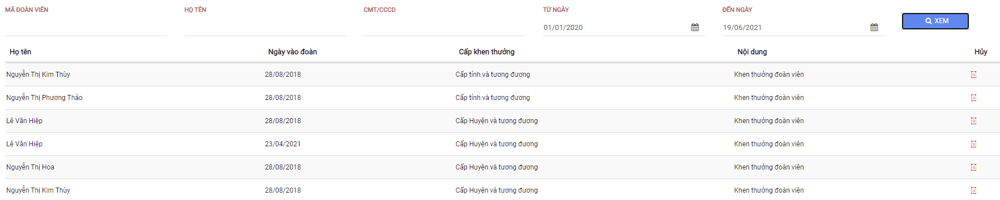 MÃ ĐOÀN VIÊN HỌ TÊN CMT/CCCD TỪ NGÀY ĐẾN NGÀY
01/01/2020 19/06/2021 XEM
Họ tên Ngày vào đoàn Cấp khen thưởng Nội dung Hủy
Nguyễn Thị Kim Thùy 28/08/2018 Cấp tỉnh và tương đương Khen thưởng đoàn viên
Nguyễn Thị Phương Thảo 28/08/2018 Cấp tỉnh và tương đương Khen thưởng đoàn viên
Lê Văn Hiệp 28/08/2018 Cấp Huyện và tương đương Khen thưởng đoàn viên
Lê Văn Hiệp 23/04/2021 Cấp Huyện và tương đương Khen thưởng đoàn viên
Nguyễn Thị Hoa 28/08/2018 Cấp Huyện và tương đương Khen thưởng đoàn viên
Nguyễn Thị Kim Thùy 28/08/2018 Cấp Huyện và tương đương Khen thưởng đoàn viên